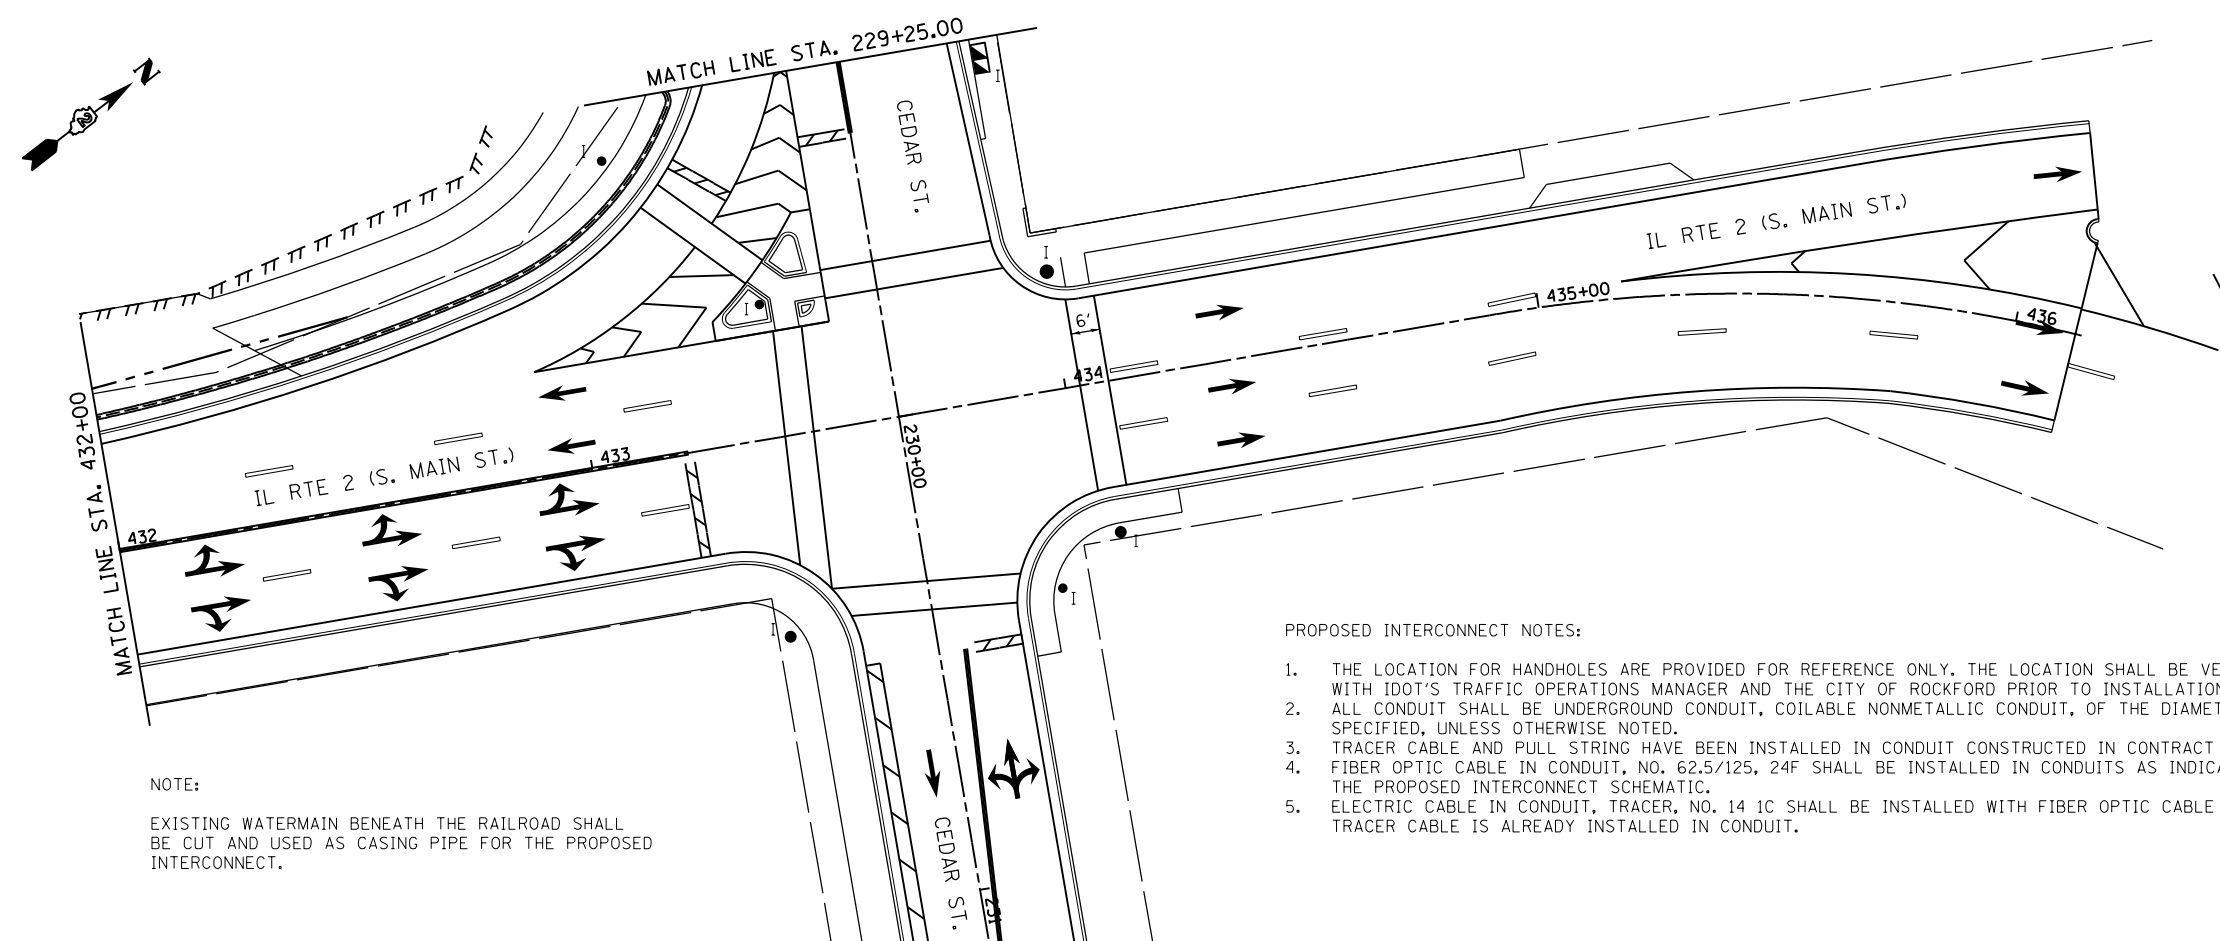 N
2
MATCH LINE STA. 229+25.00
CEDAR ST.
I
I
I
I
IL RTE 2 (S. MAIN ST.)
435+00
436
6'
434
MATCH LINE STA. 432+00
IL RTE 2 (S. MAIN ST.)
433
432
230+00
I
I
I
CEDAR ST.
231
NOTE:
EXISTING WATERMAIN BENEATH THE RAILROAD SHALL
BE CUT AND USED AS CASING PIPE FOR THE PROPOSED
INTERCONNECT.
PROPOSED INTERCONNECT NOTES:
1. THE LOCATION FOR HANDHOLES ARE PROVIDED FOR REFERENCE ONLY. THE LOCATION SHALL BE VE
WITH IDOT'S TRAFFIC OPERATIONS MANAGER AND THE CITY OF ROCKFORD PRIOR TO INSTALLATION
2. ALL CONDUIT SHALL BE UNDERGROUND CONDUIT, COILABLE NONMETALLIC CONDUIT, OF THE DIAMET
SPECIFIED, UNLESS OTHERWISE NOTED.
3. TRACER CABLE AND PULL STRING HAVE BEEN INSTALLED IN CONDUIT CONSTRUCTED IN CONTRACT
4. FIBER OPTIC CABLE IN CONDUIT, NO. 62.5/125, 24F SHALL BE INSTALLED IN CONDUITS AS INDICA
THE PROPOSED INTERCONNECT SCHEMATIC.
5. ELECTRIC CABLE IN CONDUIT, TRACER, NO. 14 1C SHALL BE INSTALLED WITH FIBER OPTIC CABLE
TRACER CABLE IS ALREADY INSTALLED IN CONDUIT.